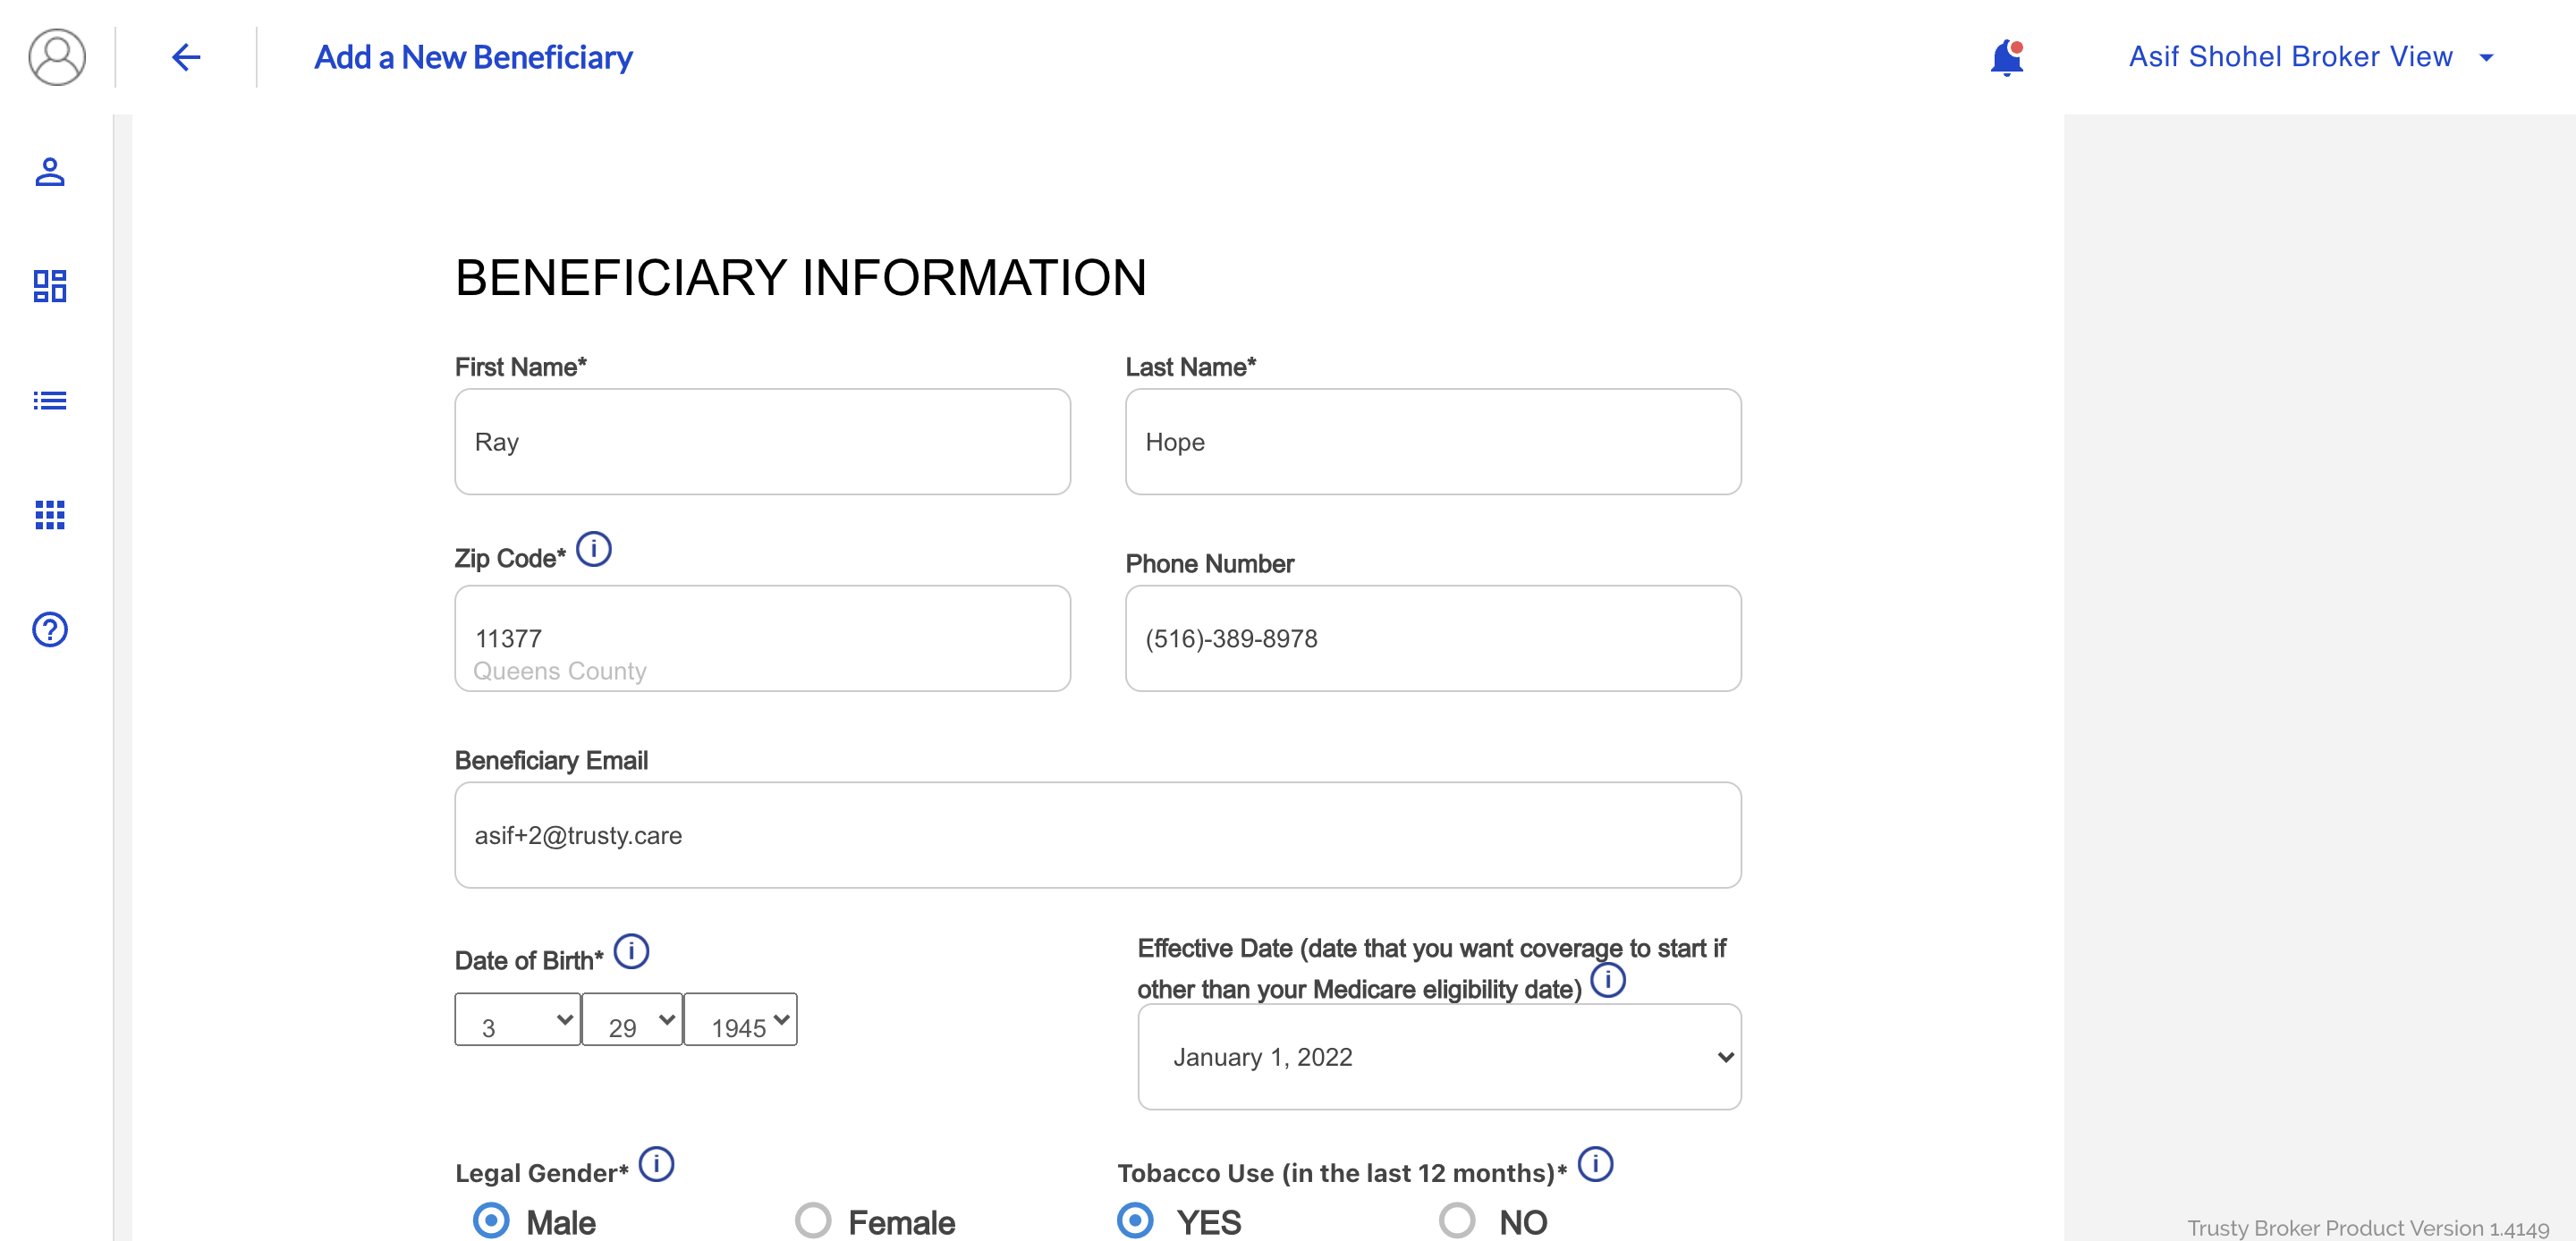 Add a New Beneficiary
Asif Shohel Broker View
BENEFICIARY INFORMATION
First Name*
Last Name*
Ray
Hope
Zip Code*
Phone Number
11377
Queens County
(516)-389-8978
Beneficiary Email
asif+2@trusty.care
Date of Birth*
Effective Date (date that you want coverage to start if
other than your Medicare eligibility date)
3
29
1945
January 1, 2022
Legal Gender*
Tobacco Use (in the last 12 months)*
Male
Female
YES
NO
Trusty Broker Product Version 1.4149